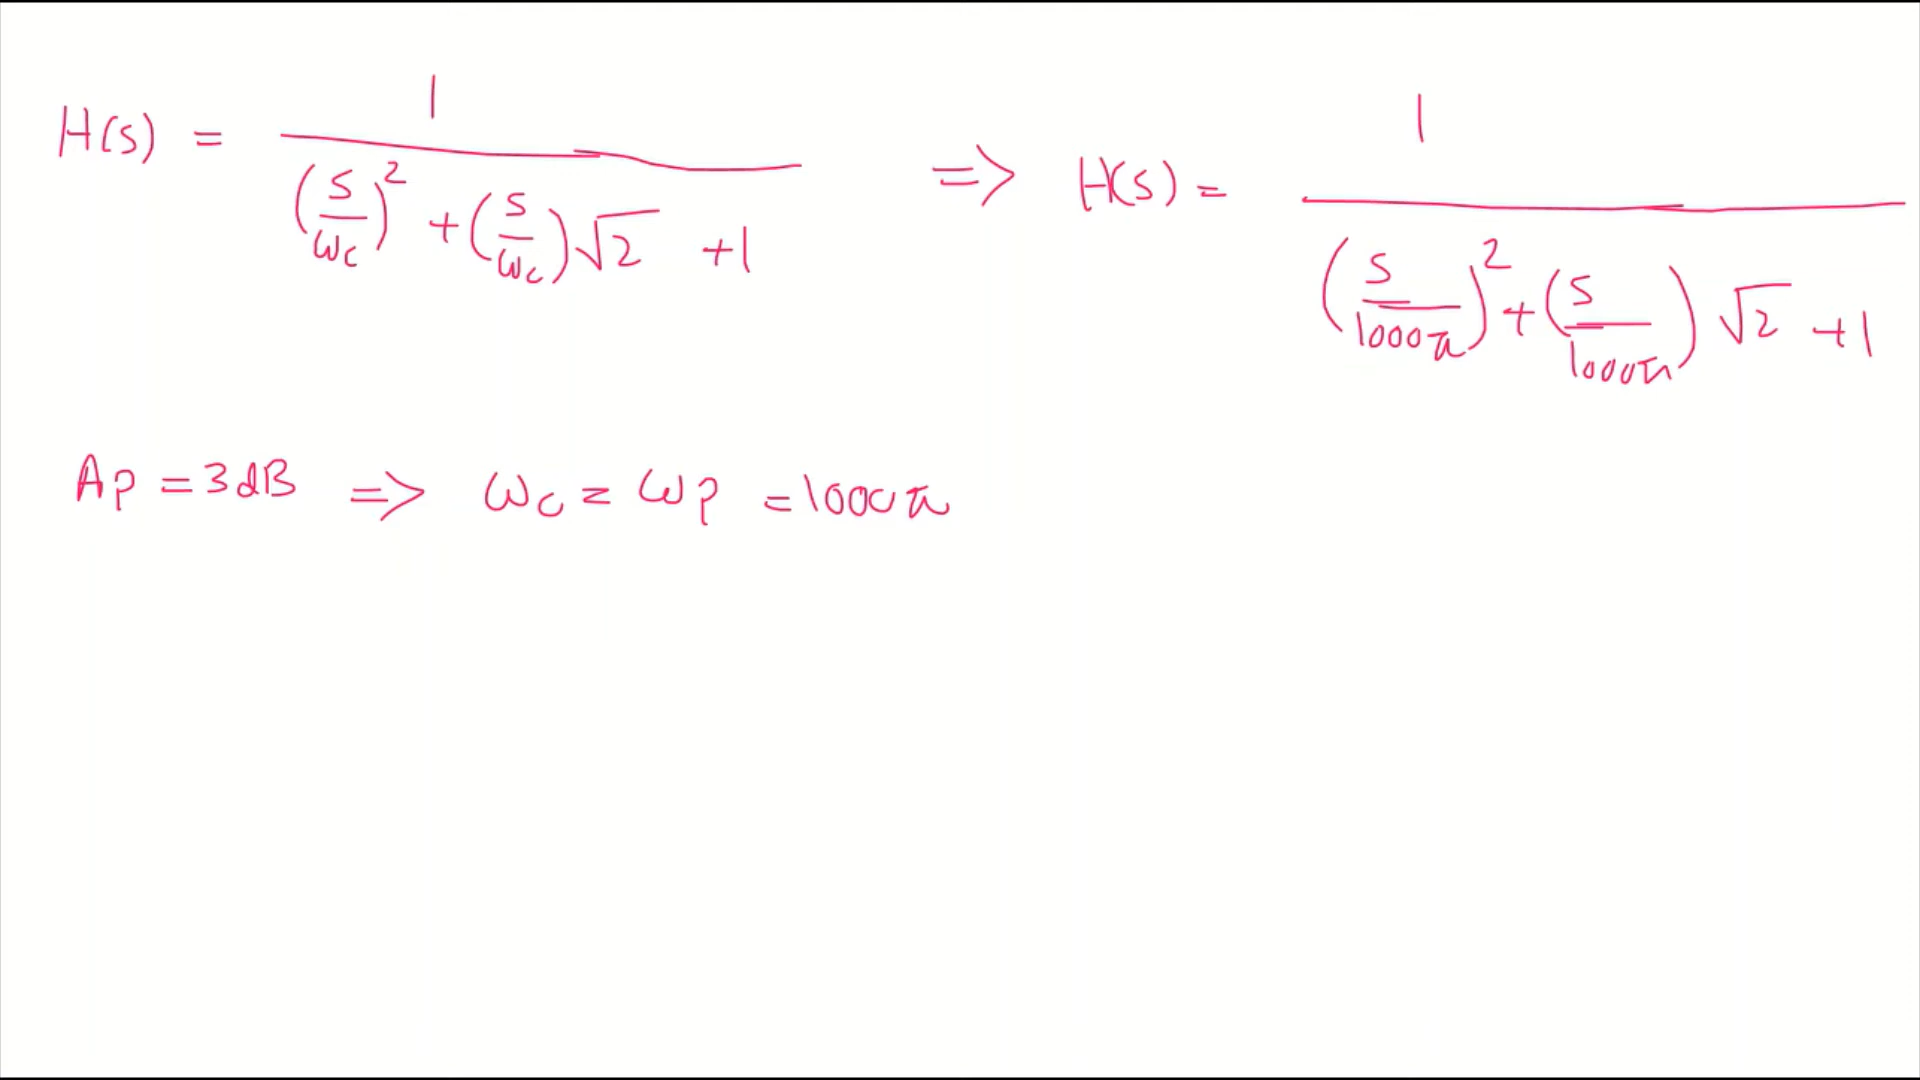 H(s) = 1 / ((s/ωc)² + (s/ωc)√2 + 1) => H(s) = 1 / ((s/1000π)² + (s/1000π)√2 + 1)
Ap = 3dB => ωc = ωp = 1000π